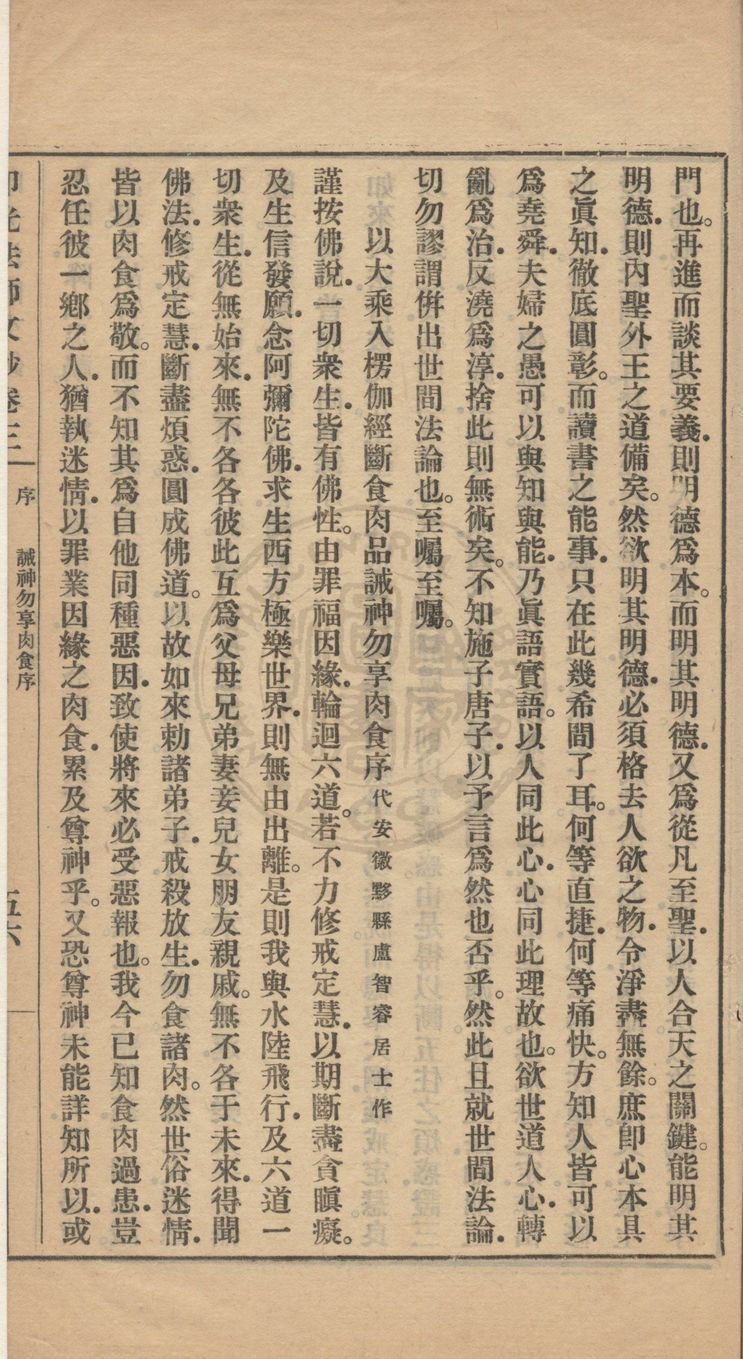 門也。再進而談其要義。則明德爲本。而明其明德。又爲從凡至聖。以人合天之關鍵。能明其
明德。則內聖外王之道備矣。然欲明其明德。必須格去人欲之物。令淨盡無餘。庶卽心本具
之眞知。徹底圓彰。而讀書之能事。只在此幾希間了耳。何等直捷。何等痛快。方知人皆可以
爲堯舜。夫婦之愚可以與知與能。乃眞語實語。以人同此心。心同此理故也。欲世道人心。轉
亂爲治。反澆爲淳。捨此則無術矣。不知施子唐子。以予言爲然也否乎。然此且就世間法論。
切勿謬謂併出世間法論也。至囑至囑。
以大乘入楞伽經斷食肉品誡神勿享肉食序 代安徽黟縣盧智睿居士作
謹按佛說。一切衆生。皆有佛性。由罪福因緣。輪迴六道。若不力修戒定慧。以期斷盡貪瞋癡。
及生信發願。念阿彌陀佛。求生西方極樂世界。則無由出離。是則我與水陸飛行。及六道一
切衆生。從無始來。無不各各彼此互爲父母兄弟妻妾兒女朋友親戚。無不各于未來。得聞
佛法。修戒定慧。斷盡煩惑。圓成佛道。以故如來勅諸弟子。戒殺放生。勿食諸肉。然世俗迷情。
皆以肉食爲敬。而不知其爲自他同種惡因。致使將來必受惡報也。我今已知食肉過患。豈
忍任彼一鄉之人。猶執迷情。以罪業因緣之肉食。累及尊神乎。又恐尊神未能詳知所以。或
印光法師文鈔卷三 序 誡神勿享肉食序 五六